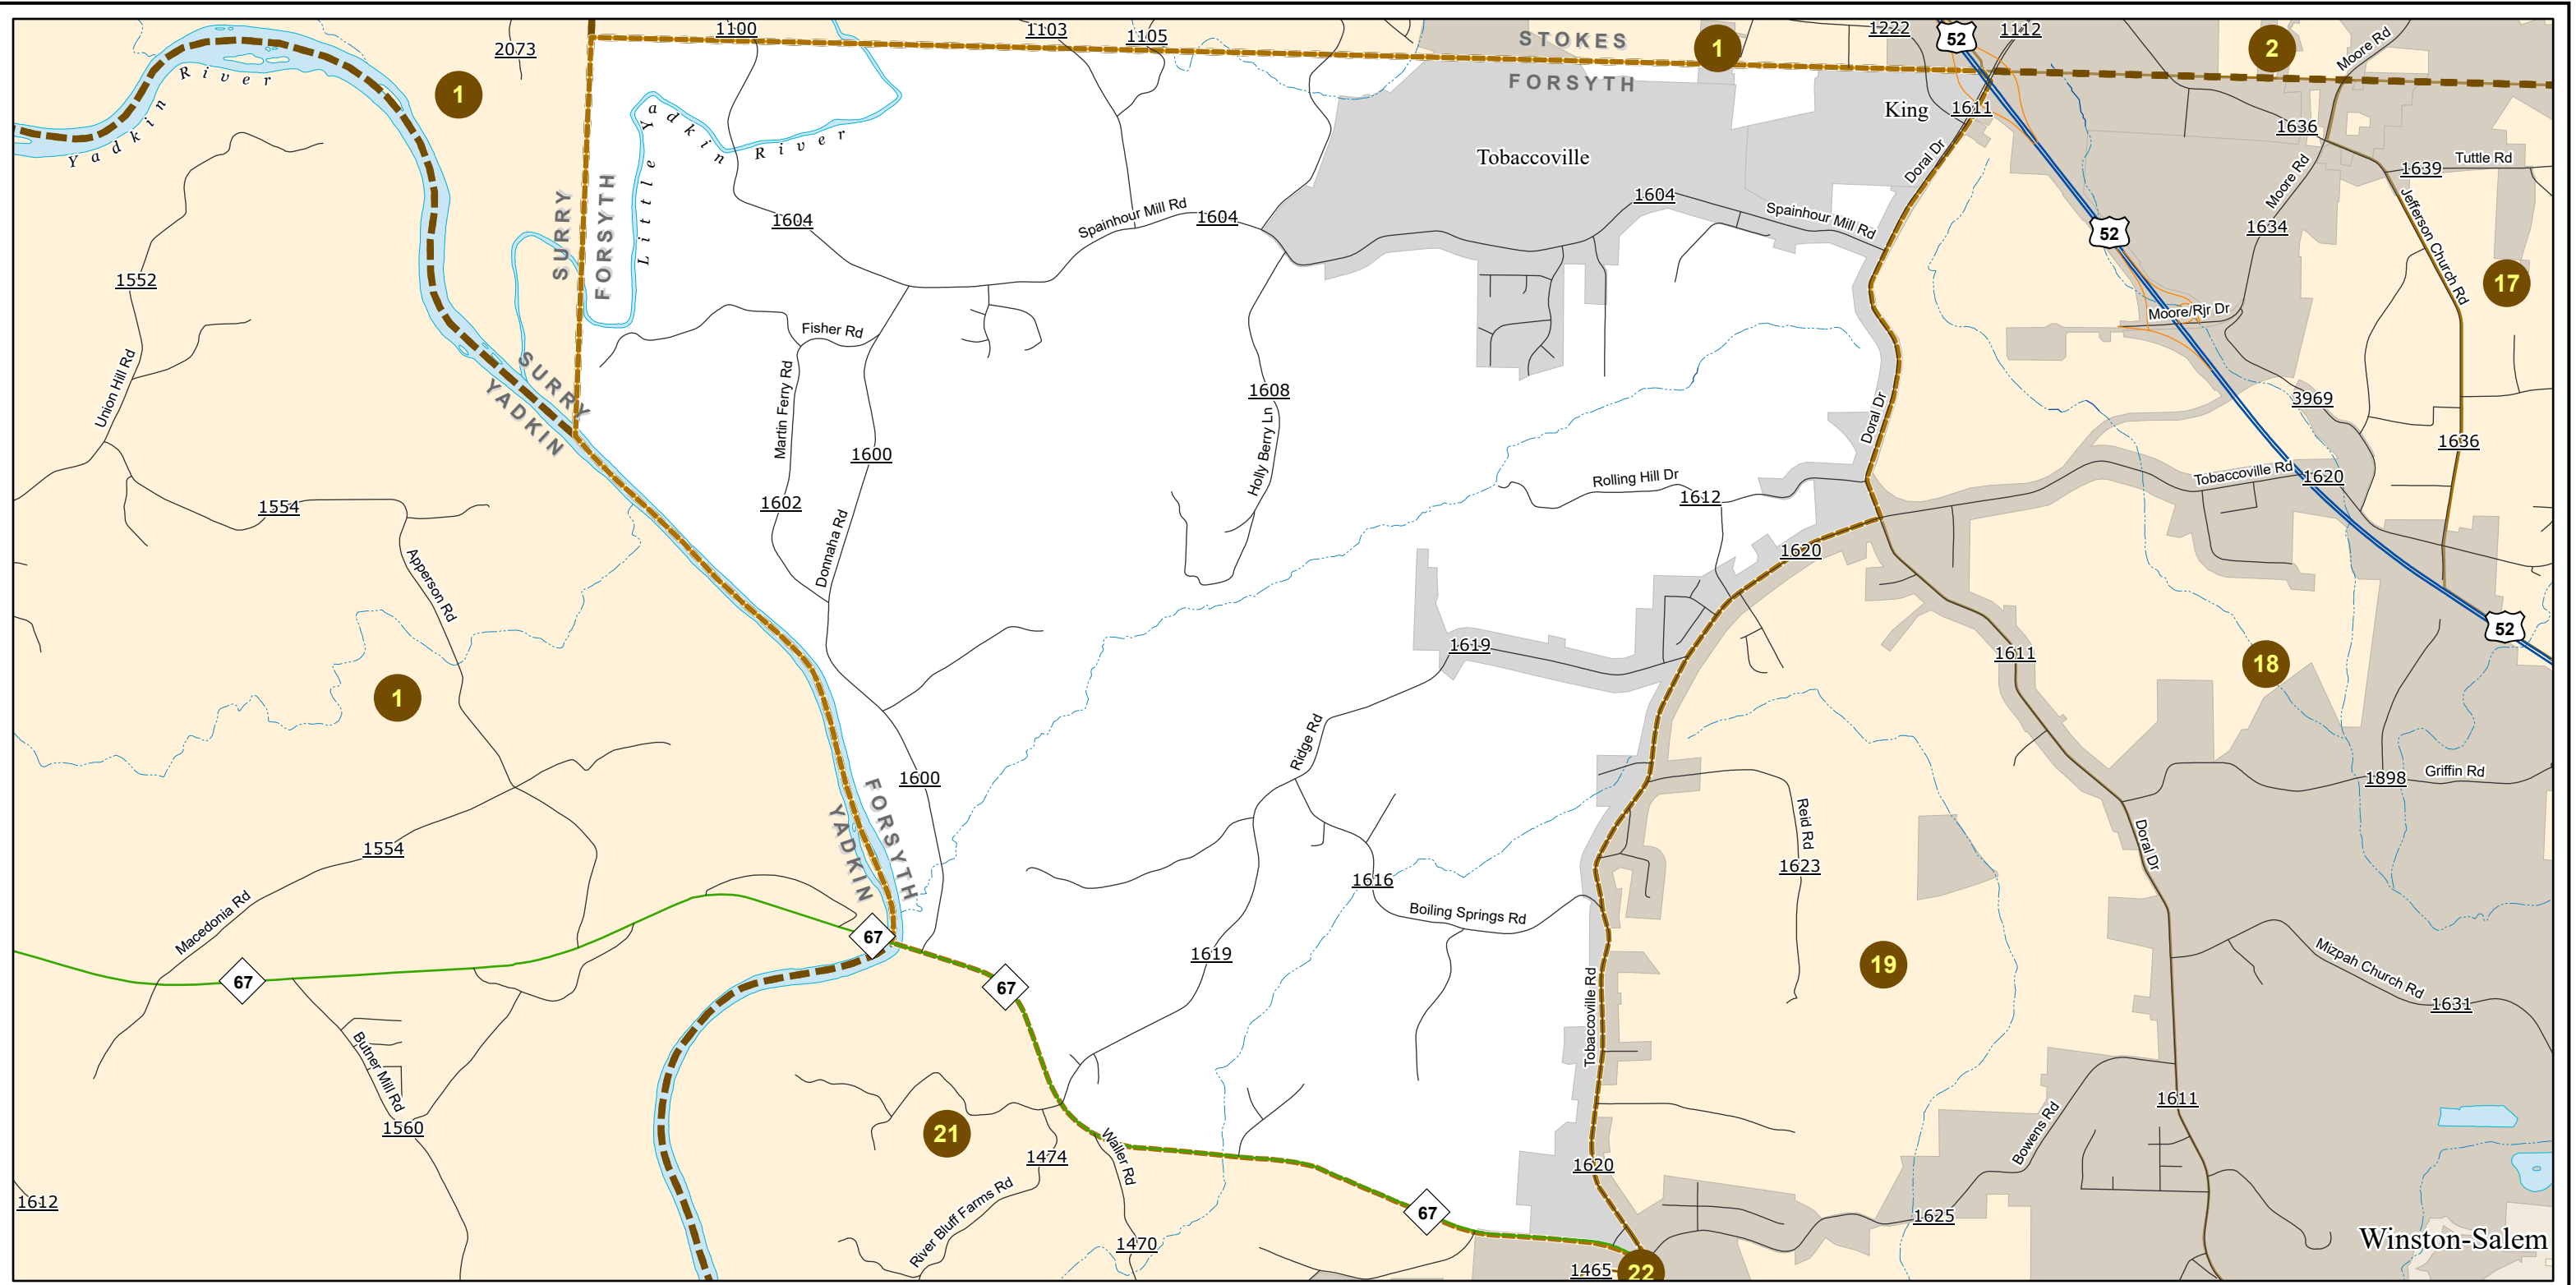 1100
1103
1105
1222
52
1112
2073
STOKES
1
2
Moore Rd
FORSYTH
1
Yadkin River
Yadkin River
King
1611
1636
Little Yadkin River
Tobaccoville
Doral Dr
Moore Rd
1639
Tuttle Rd
SURRY
FORSYTH
1604
Spainhour Mill Rd
1604
1604
Spainhour Mill Rd
Jefferson Church Rd
1634
52
17
1552
Fisher Rd
Moore/Rjr Dr
Union Hill Rd
SURRY
YADKIN
Martin Ferry Rd
1608
3969
Doral Dr
1636
Holly Berry Ln
1600
Rolling Hill Dr
Tobaccoville Rd
1620
1602
1612
1554
Donnaha Rd
1620
Apperson Rd
52
1619
1611
18
1
Ridge Rd
1600
FORSYTH
YADKIN
1898
Griffin Rd
Reid Rd
1554
Doral Dr
1623
1616
Boiling Springs Rd
Macedonia Rd
67
1619
19
Mizpah Church Rd
67
67
1631
Tobaccoville Rd
Butner Mill Rd
1560
21
1611
Bowens Rd
Waller Rd
1474
1620
1612
River Bluff Farms Rd
67
1625
1470
Winston-Salem
1465
22